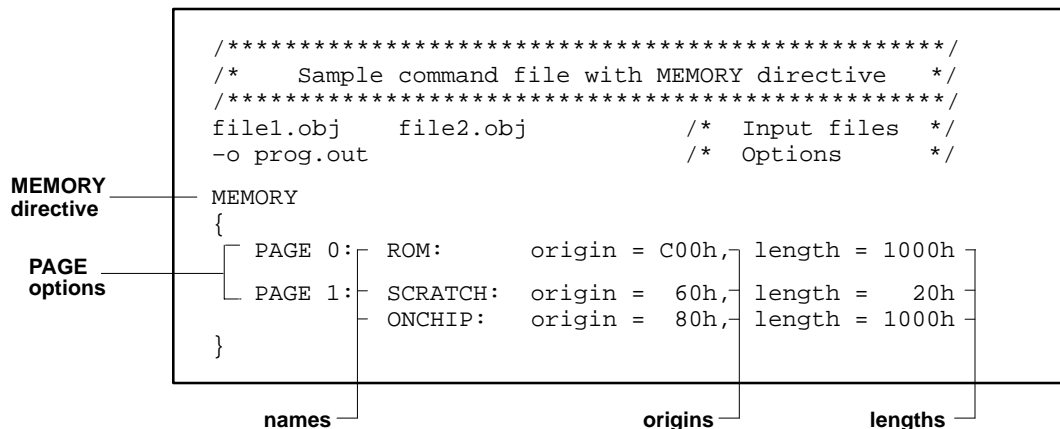 /**************************************************/
/*    Sample command file with MEMORY directive   */
/**************************************************/
file1.obj    file2.obj           /*  Input files  */
–o prog.out                      /*  Options      */
MEMORY
directive
MEMORY
{
PAGE
options
PAGE 0:  ROM:      origin = C00h,  length = 1000h
PAGE 1:  SCRATCH:  origin =  60h,  length =   20h
ONCHIP:   origin =  80h,  length = 1000h
}
names
origins
lengths